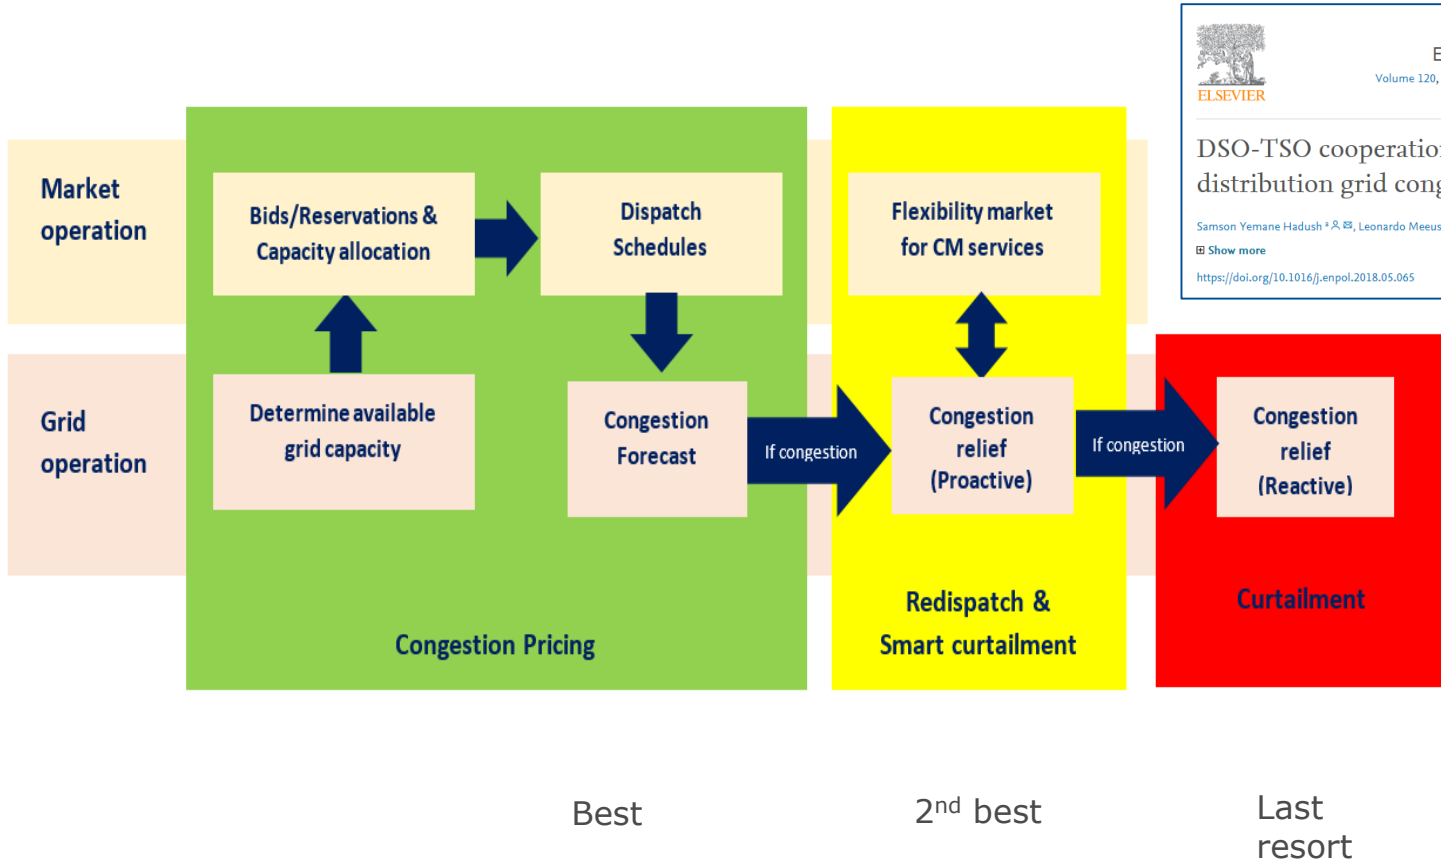 ELSEVIER
E
Volume 120,
DSO-TSO cooperation
distribution grid cong
Samson Yemane Hadush a, Leonardo Meeus
Show more
https://doi.org/10.1016/j.enpol.2018.05.065
Market
operation
Bids/Reservations &
Capacity allocation
Dispatch
Schedules
Flexibility market
for CM services
Grid
operation
Determine available
grid capacity
Congestion
Forecast
If congestion
Congestion
relief
(Proactive)
If congestion
Congestion
relief
(Reactive)
Congestion Pricing
Redispatch &
Smart curtailment
Curtailment
Best
2nd best
Last
resort